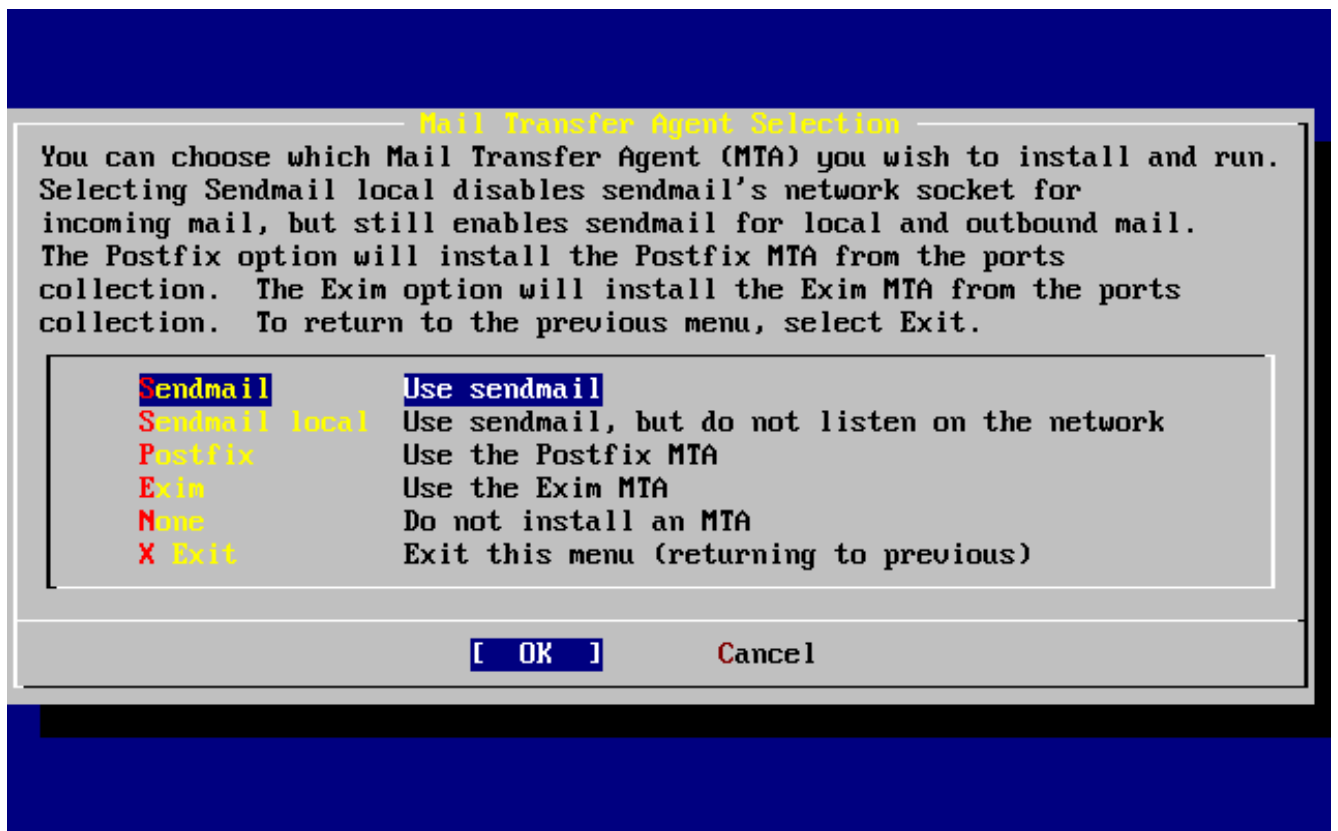 Mail Transfer Agent Selection
You can choose which Mail Transfer Agent (MTA) you wish to install and run.
Selecting Sendmail local disables sendmail's network socket for
incoming mail, but still enables sendmail for local and outbound mail.
The Postfix option will install the Postfix MTA from the ports
collection.  The Exim option will install the Exim MTA from the ports
collection.  To return to the previous menu, select Exit.
Sendmail Use sendmail
Sendmail local Use sendmail, but do not listen on the network
Postfix Use the Postfix MTA
Exim Use the Exim MTA
None Do not install an MTA
X Exit Exit this menu (returning to previous)
[ OK ] Cancel